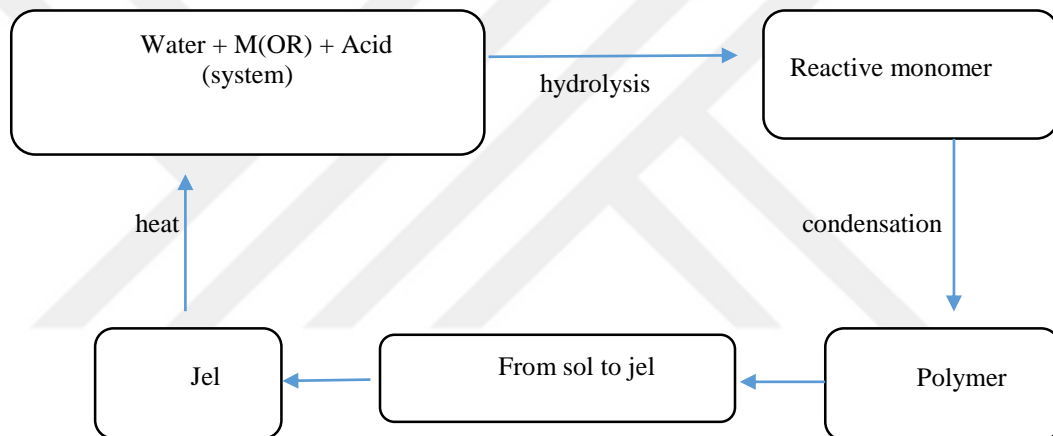 Water + M(OR) + Acid
(system)
hydrolysis
Reactive monomer
heat
condensation
Jel
From sol to jel
Polymer